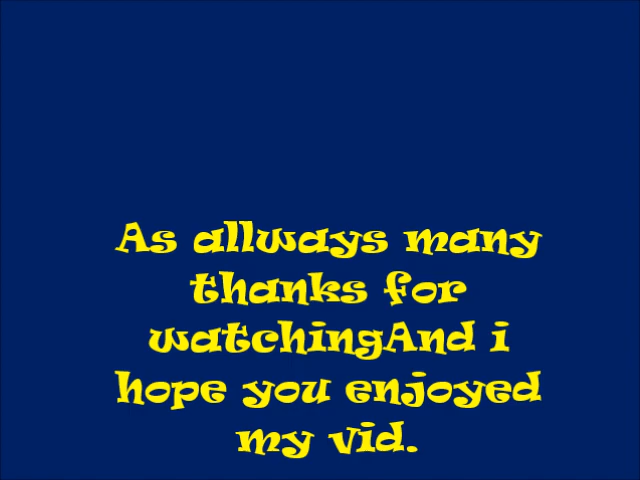 As allways many
thanks for
watchingAnd i
hope you enjoyed
my vid.